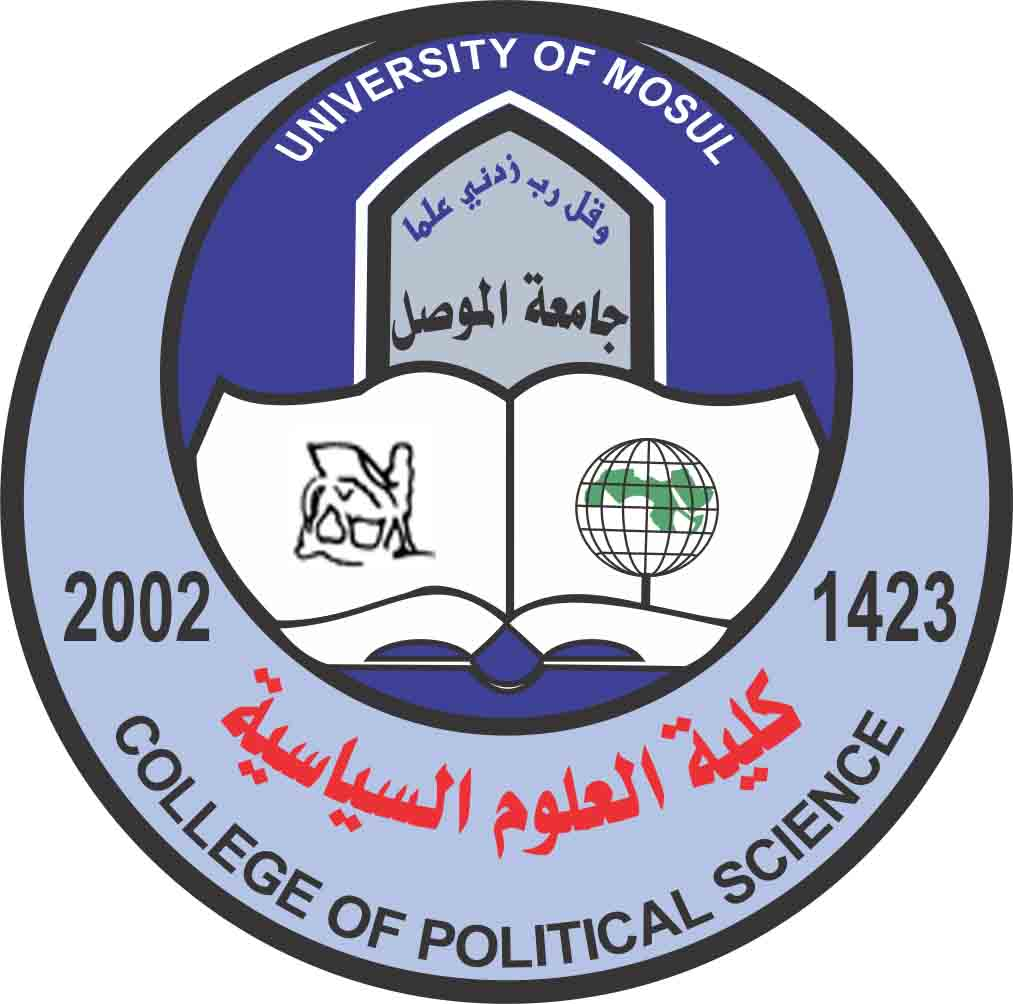 UNIVERSITY OF MOSUL
وقل رب زدني علما
جامعة الموصل
2002
1423
كلية العلوم السياسية
COLLEGE OF POLITICAL SCIENCE